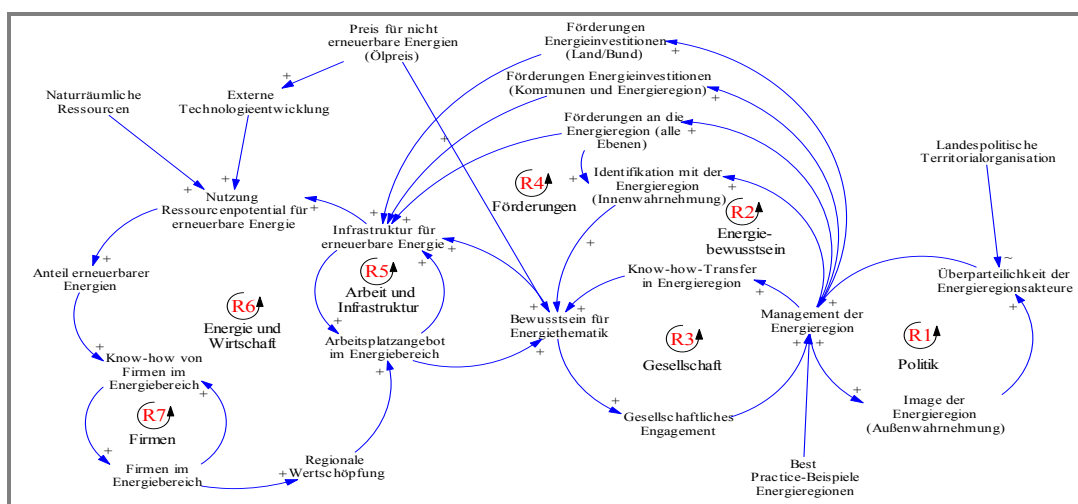 Preis für nicht
erneuerbare Energien
(Ölpreis)
Förderungen
Energieinvestitionen
(Land/Bund)
Naturräumliche
Ressourcen
Externe
Technologieentwicklung
Förderungen Energieinvestitionen
(Kommunen und Energieregion)
Förderungen an die
Energieregion (alle
Ebenen)
Landespolitische
Territorialorganisation
Identifikation mit der
Energieregion
(Innenwahrnehmung)
R4
Förderungen
R2
Energie-
bewusstsein
Nutzung
Ressourcenpotential für
erneuerbare Energie
Infrastruktur für
erneuerbare Energie
Anteil erneuerbarer
Energien
R5
Arbeit und
Infrastruktur
Know-how-Transfer
in Energieregion
Überparteilichkeit der
Energieregionsakteure
R6
Energie und
Wirtschaft
Bewusstsein für
Energiethematik
Management der
Energieregion
Arbeitsplatzangebot
im Energiebereich
R3
Gesellschaft
R1
Politik
Know-how von
Firmen im
Energiebereich
R7
Firmen
Gesellschaftliches
Engagement
Image der
Energieregion
(Außenwahrnehmung)
Firmen im
Energiebereich
Regionale
Wertschöpfung
Best
Practice-Beispiele
Energieregionen